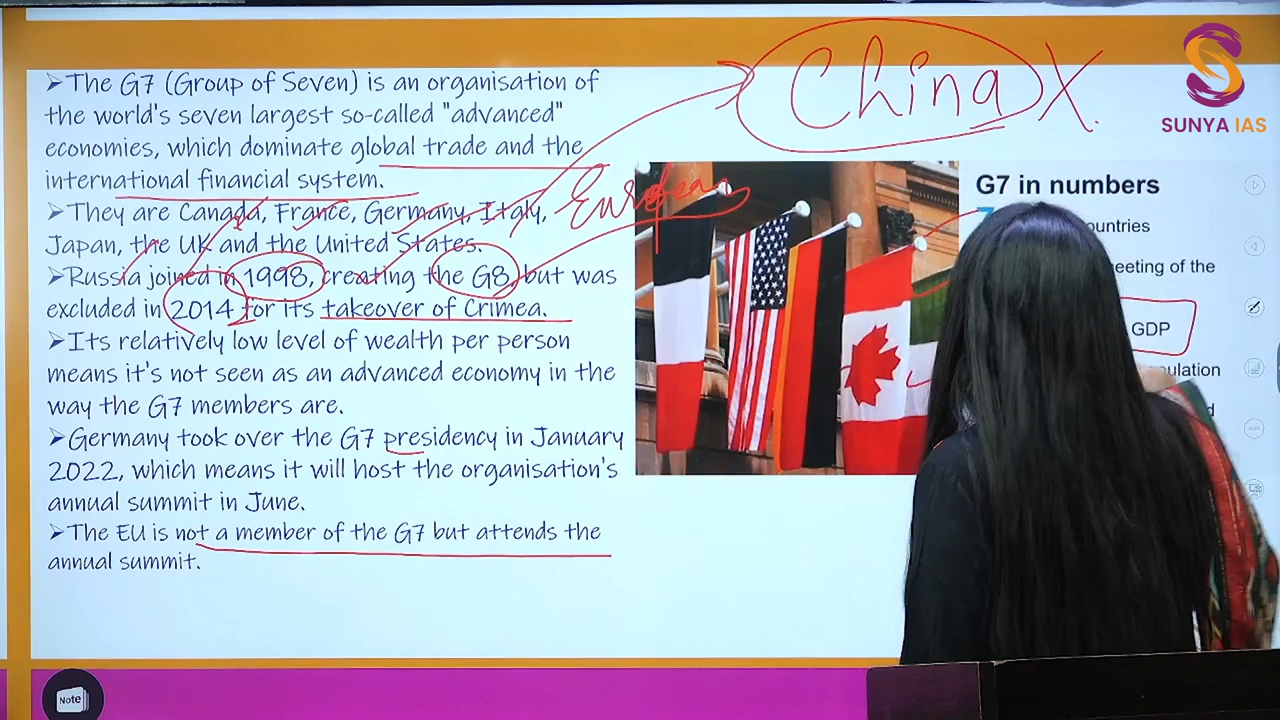 China X
SUNYA IAS
➢The G7 (Group of Seven) is an organisation of
the world's seven largest so-called "advanced"
economies, which dominate global trade and the
international financial system.
➢They are Canada, France, Germany, Italy,
Japan, the UK and the United States.
European
➢Russia joined in 1998, creating the G8, but was
excluded in 2014 for its takeover of Crimea.
➢Its relatively low level of wealth per person
means it's not seen as an advanced economy in the
way the G7 members are.
➢Germany took over the G7 presidency in January
2022, which means it will host the organisation's
annual summit in June.
➢The EU is not a member of the G7 but attends the
annual summit.
G7 in numbers
7
eeting of the
GDP
Note